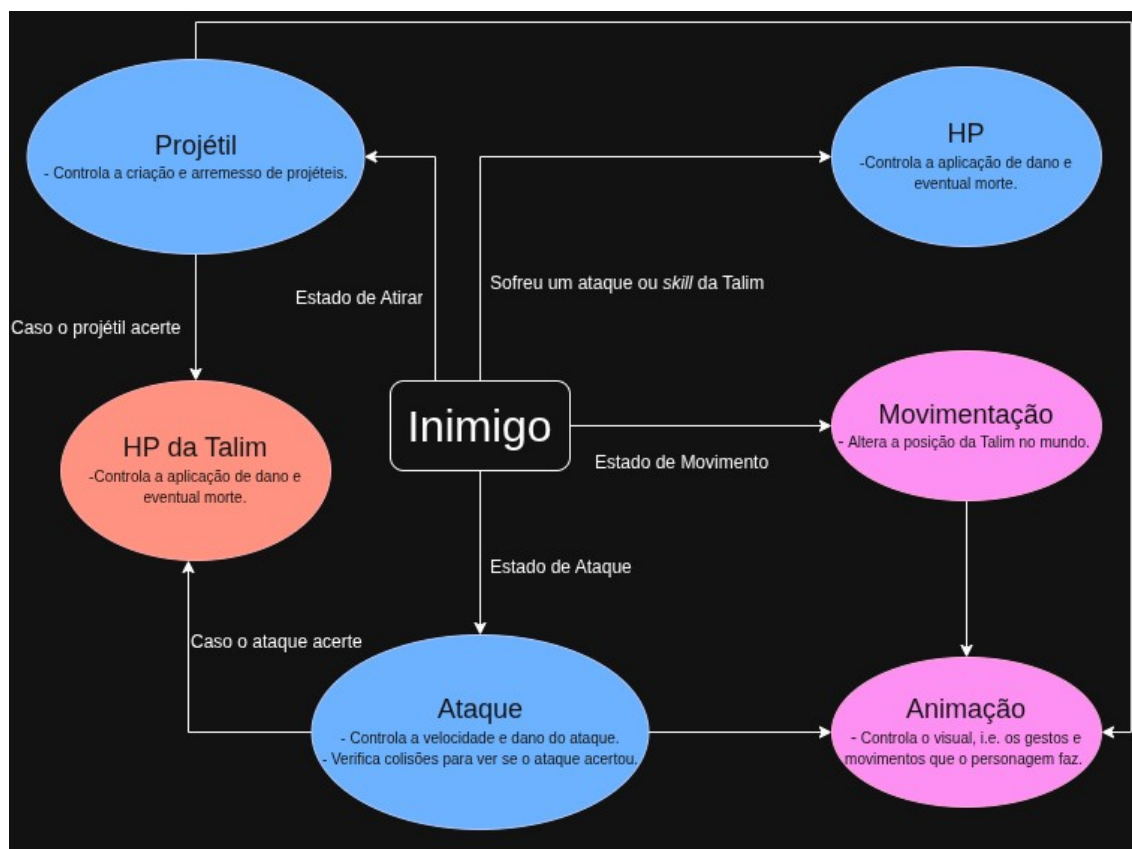 Projétil
- Controla a criação e arremesso de projéteis.
HP
-Controla a aplicação de dano e
eventual morte.
Estado de Atirar
Sofreu um ataque ou skill da Talim
Caso o projétil acerte
HP da Talim
-Controla a aplicação de dano e
eventual morte.
Inimigo
Movimentação
- Altera a posição da Talim no mundo.
Estado de Movimento
Estado de Ataque
Caso o ataque acerte
Ataque
- Controla a velocidade e dano do ataque.
- Verifica colisões para ver se o ataque acertou.
Animação
- Controla o visual, i.e. os gestos e
movimentos que o personagem faz.